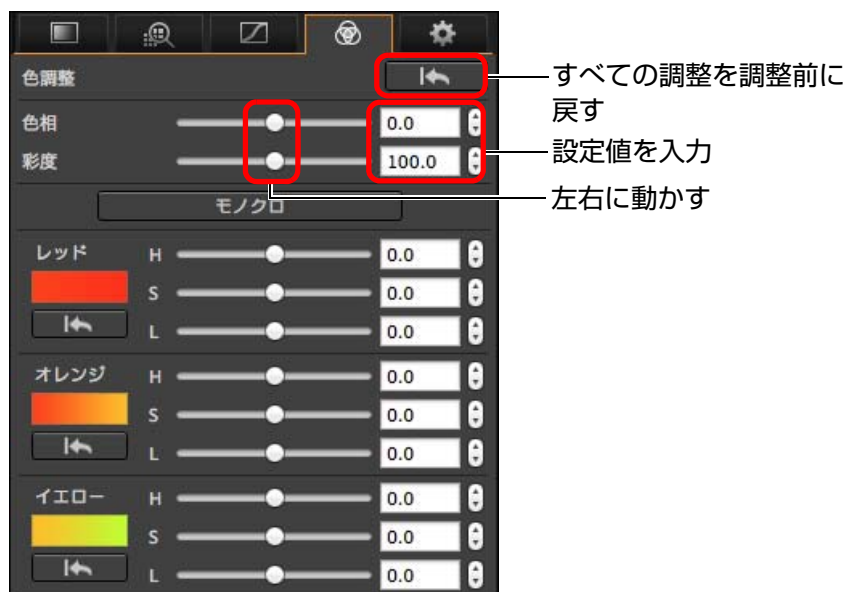 色調整
すべての調整を調整前に
戻す
色相 0.0
彩度 100.0
設定値を入力
左右に動かす
モノクロ
レッド H 0.0
S 0.0
L 0.0
オレンジ H 0.0
S 0.0
L 0.0
イエロー H 0.0
S 0.0
L 0.0